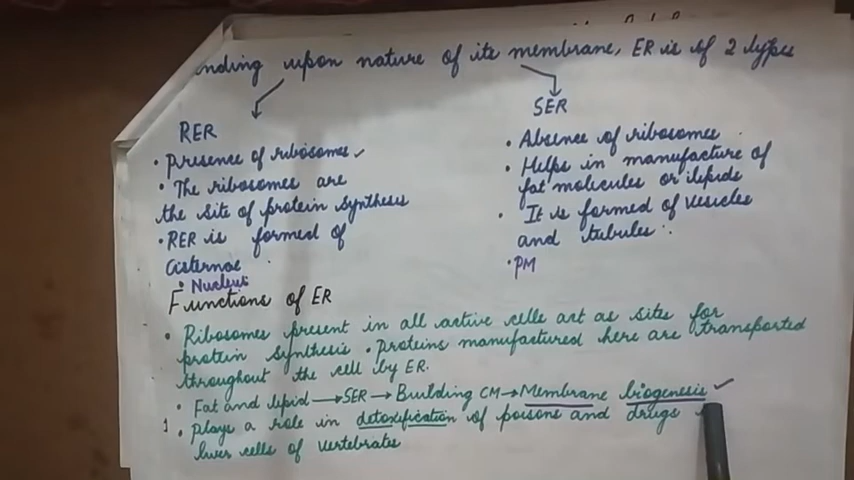 nding upon nature of its membrane, ER is of 2 types
RER
• Presence of ribosomes ✓
• The ribosomes are
the site of protein synthesis
• RER is formed of
cisternae
• Nucleus
SER
• Absence of ribosomes
• Helps in manufacture of
fat molecules or lipids
• It is formed of vesicles
and tubules
• PM
Functions of ER
• Ribosomes present in all active cells act as sites for
protein synthesis • Proteins manufactured here are transported
throughout the cell by ER.
• Fat and lipid → SER → Building CM → Membrane biogenesis ✓
• Plays a role in detoxification of poisons and drugs
liver cells of vertebrates